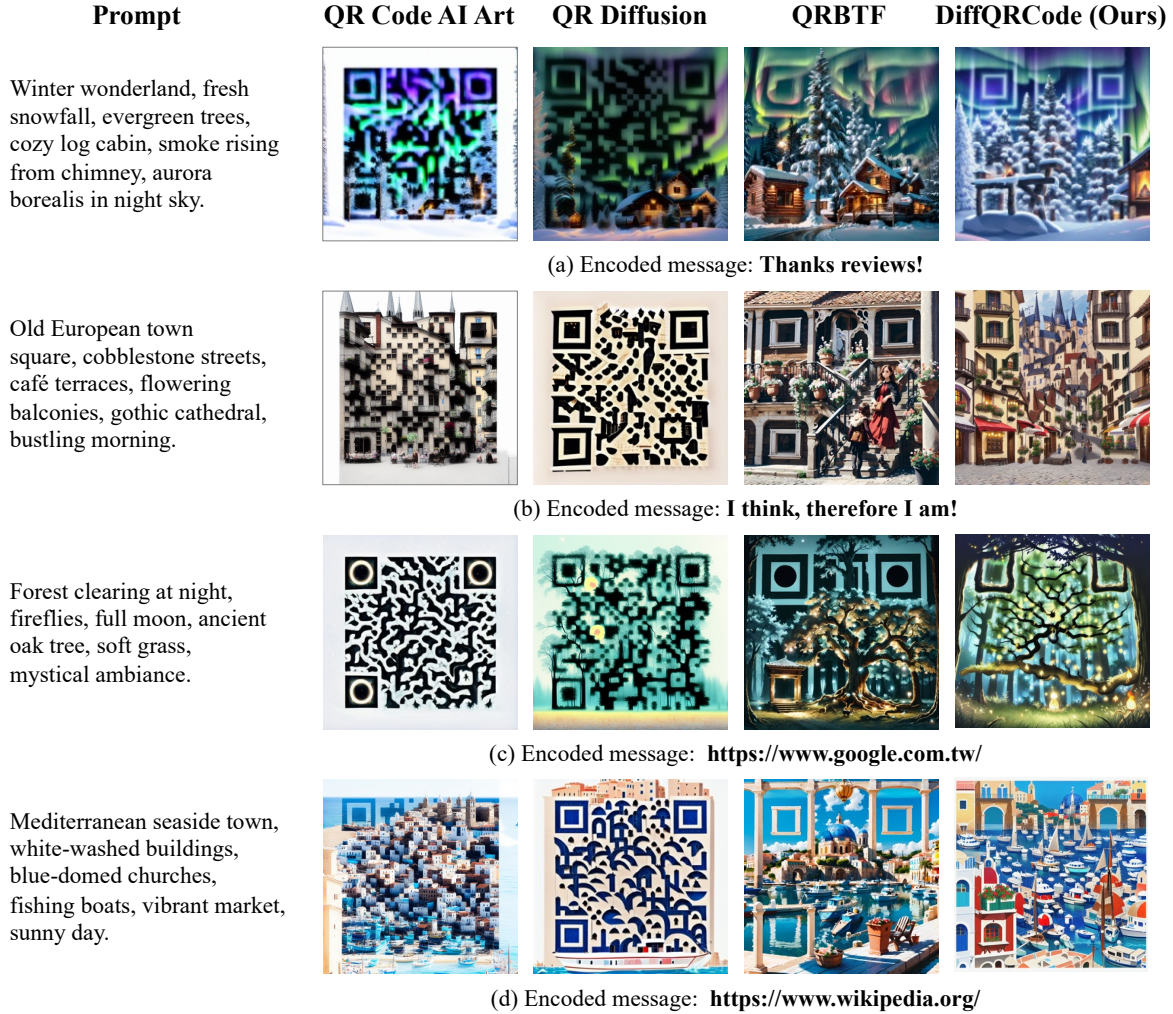 Prompt QR Code AI Art QR Diffusion QRBTF DiffQRCode (Ours)
Winter wonderland, fresh
snowfall, evergreen trees,
cozy log cabin, smoke rising
from chimney, aurora
borealis in night sky.
(a) Encoded message: Thanks reviews!
Old European town
square, cobblestone streets,
café terraces, flowering
balconies, gothic cathedral,
bustling morning.
(b) Encoded message: I think, therefore I am!
Forest clearing at night,
fireflies, full moon, ancient
oak tree, soft grass,
mystical ambiance.
(c) Encoded message: https://www.google.com.tw/
Mediterranean seaside town,
white-washed buildings,
blue-domed churches,
fishing boats, vibrant market,
sunny day.
(d) Encoded message: https://www.wikipedia.org/